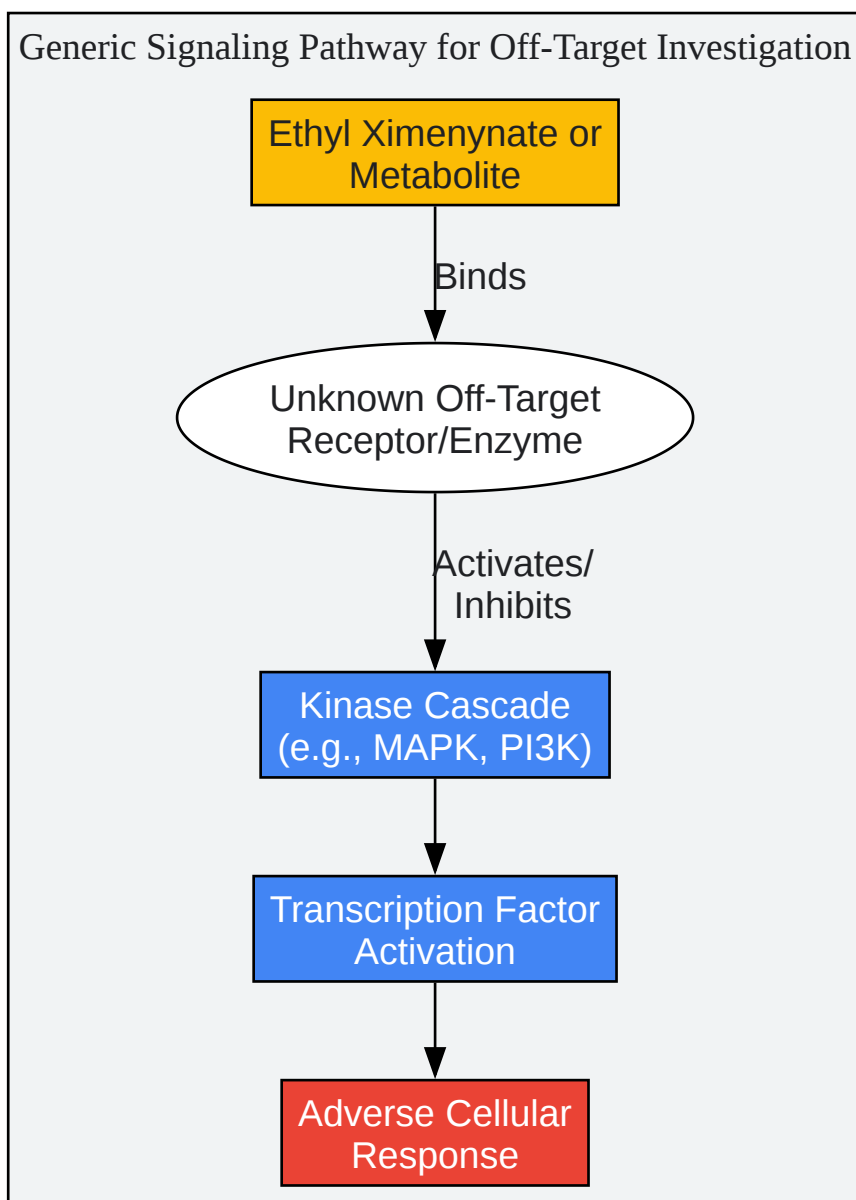 Generic Signaling Pathway for Off-Target Investigation
Ethyl Ximenynate or
Metabolite
Binds
Unknown Off-Target
Receptor/Enzyme
Activates/
Inhibits
Kinase Cascade
(e.g., MAPK, PI3K)
Transcription Factor
Activation
Adverse Cellular
Response